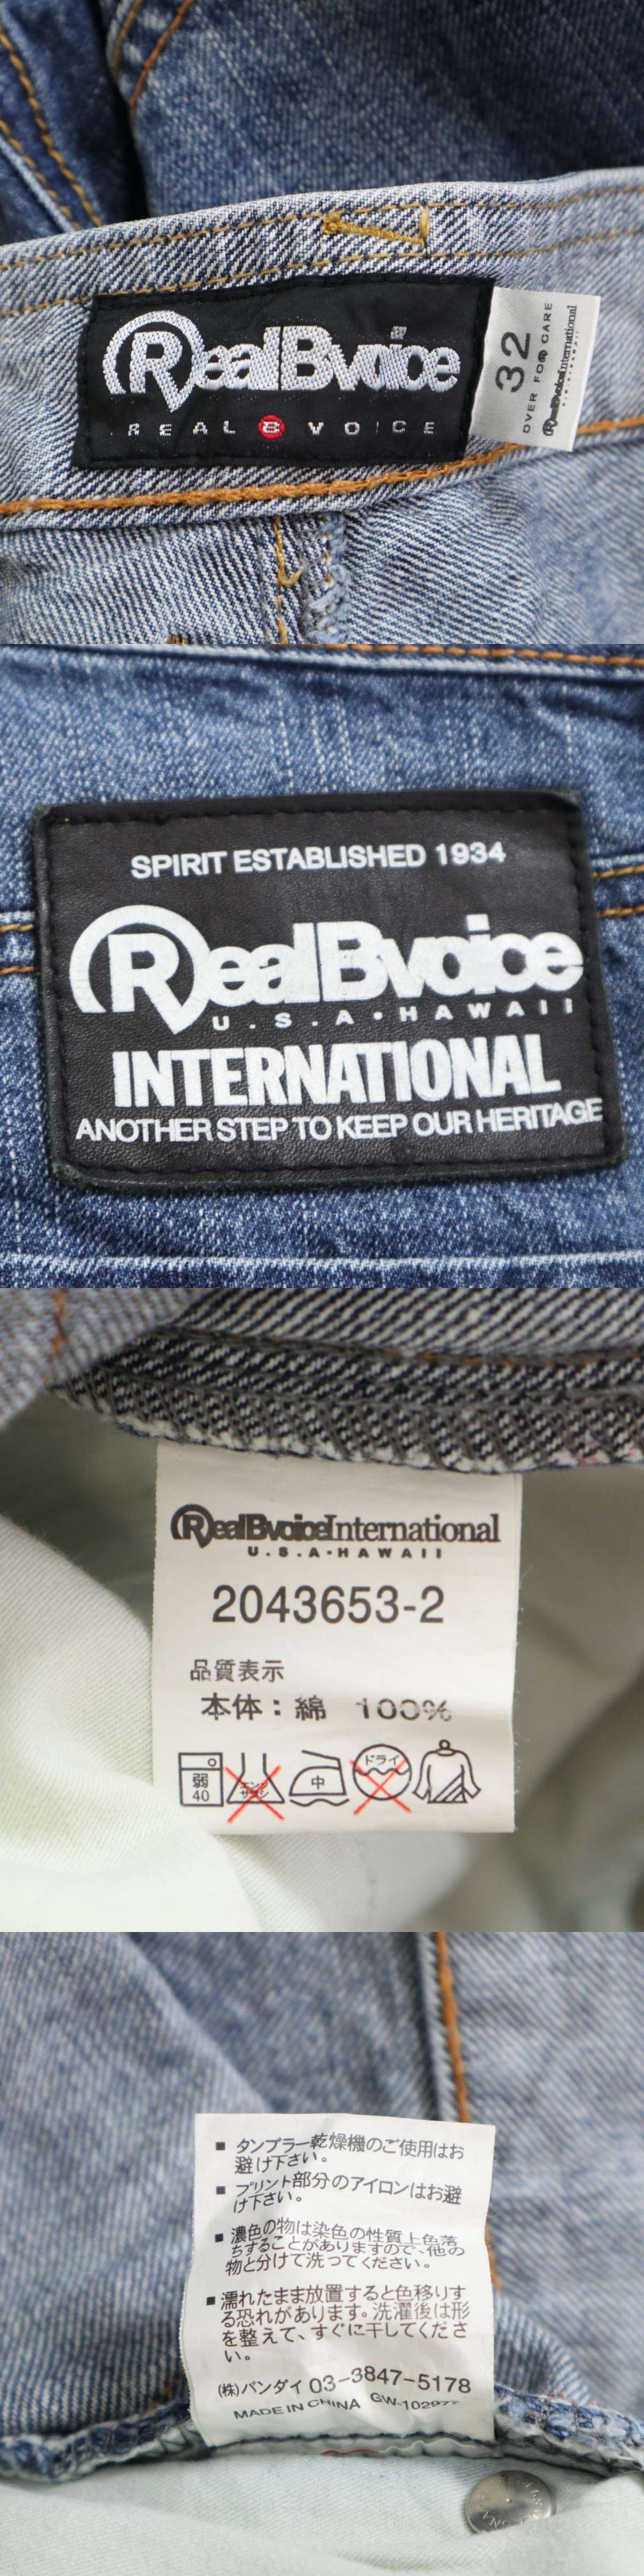 RealBvoice
REAL B VOICE
32
OVER FOR CARE
RealBvoiceInternational
U.S.A・HAWAII
SPIRIT ESTABLISHED 1934
RealBvoice
U.S.A・HAWAII
INTERNATIONAL
ANOTHER STEP TO KEEP OUR HERITAGE
RealBvoiceInternational
U.S.A・HAWAII
2043653-2
品質表示
本体：綿 100%
弱
40
エンソ
サラシ
中
ドライ
■ タンブラー乾燥機のご使用はお
避け下さい。
■ プリント部分のアイロンはお避
け下さい。
■ 濃色の物は染色の性質上色落
ちすることがありますので、他の
物と分けて洗ってください。
■ 濡れたまま放置すると色移りす
る恐れがあります。洗濯後は形
を整えて、すぐに干してくださ
い。
(株)バンダイ 03-3847-5178
MADE IN CHINA